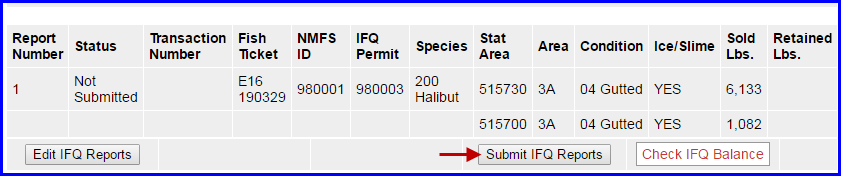 Report Number Status Transaction Number Fish Ticket NMFS ID IFQ Permit Species Stat Area Area Condition Ice/Slime Sold Lbs. Retained Lbs.
1 Not Submitted E16 190329 980001 980003 200 Halibut 515730 3A 04 Gutted YES 6,133
515700 3A 04 Gutted YES 1,082
Edit IFQ Reports Submit IFQ Reports Check IFQ Balance